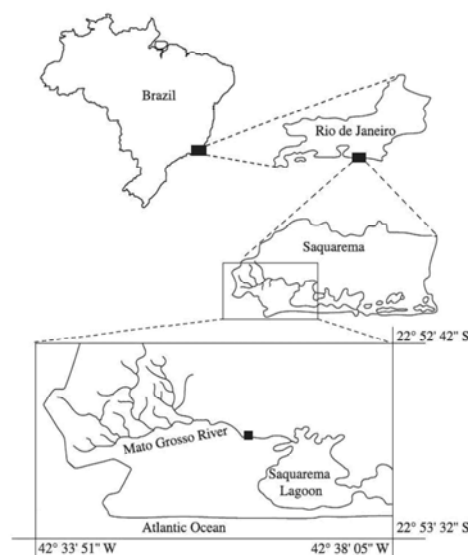 Brazil
Rio de Janeiro
Saquarema
22° 52' 42" S
Mato Grosso River
Saquarema
Lagoon
Atlantic Ocean
22° 53' 32" S
42° 33' 51" W
42° 38' 05" W